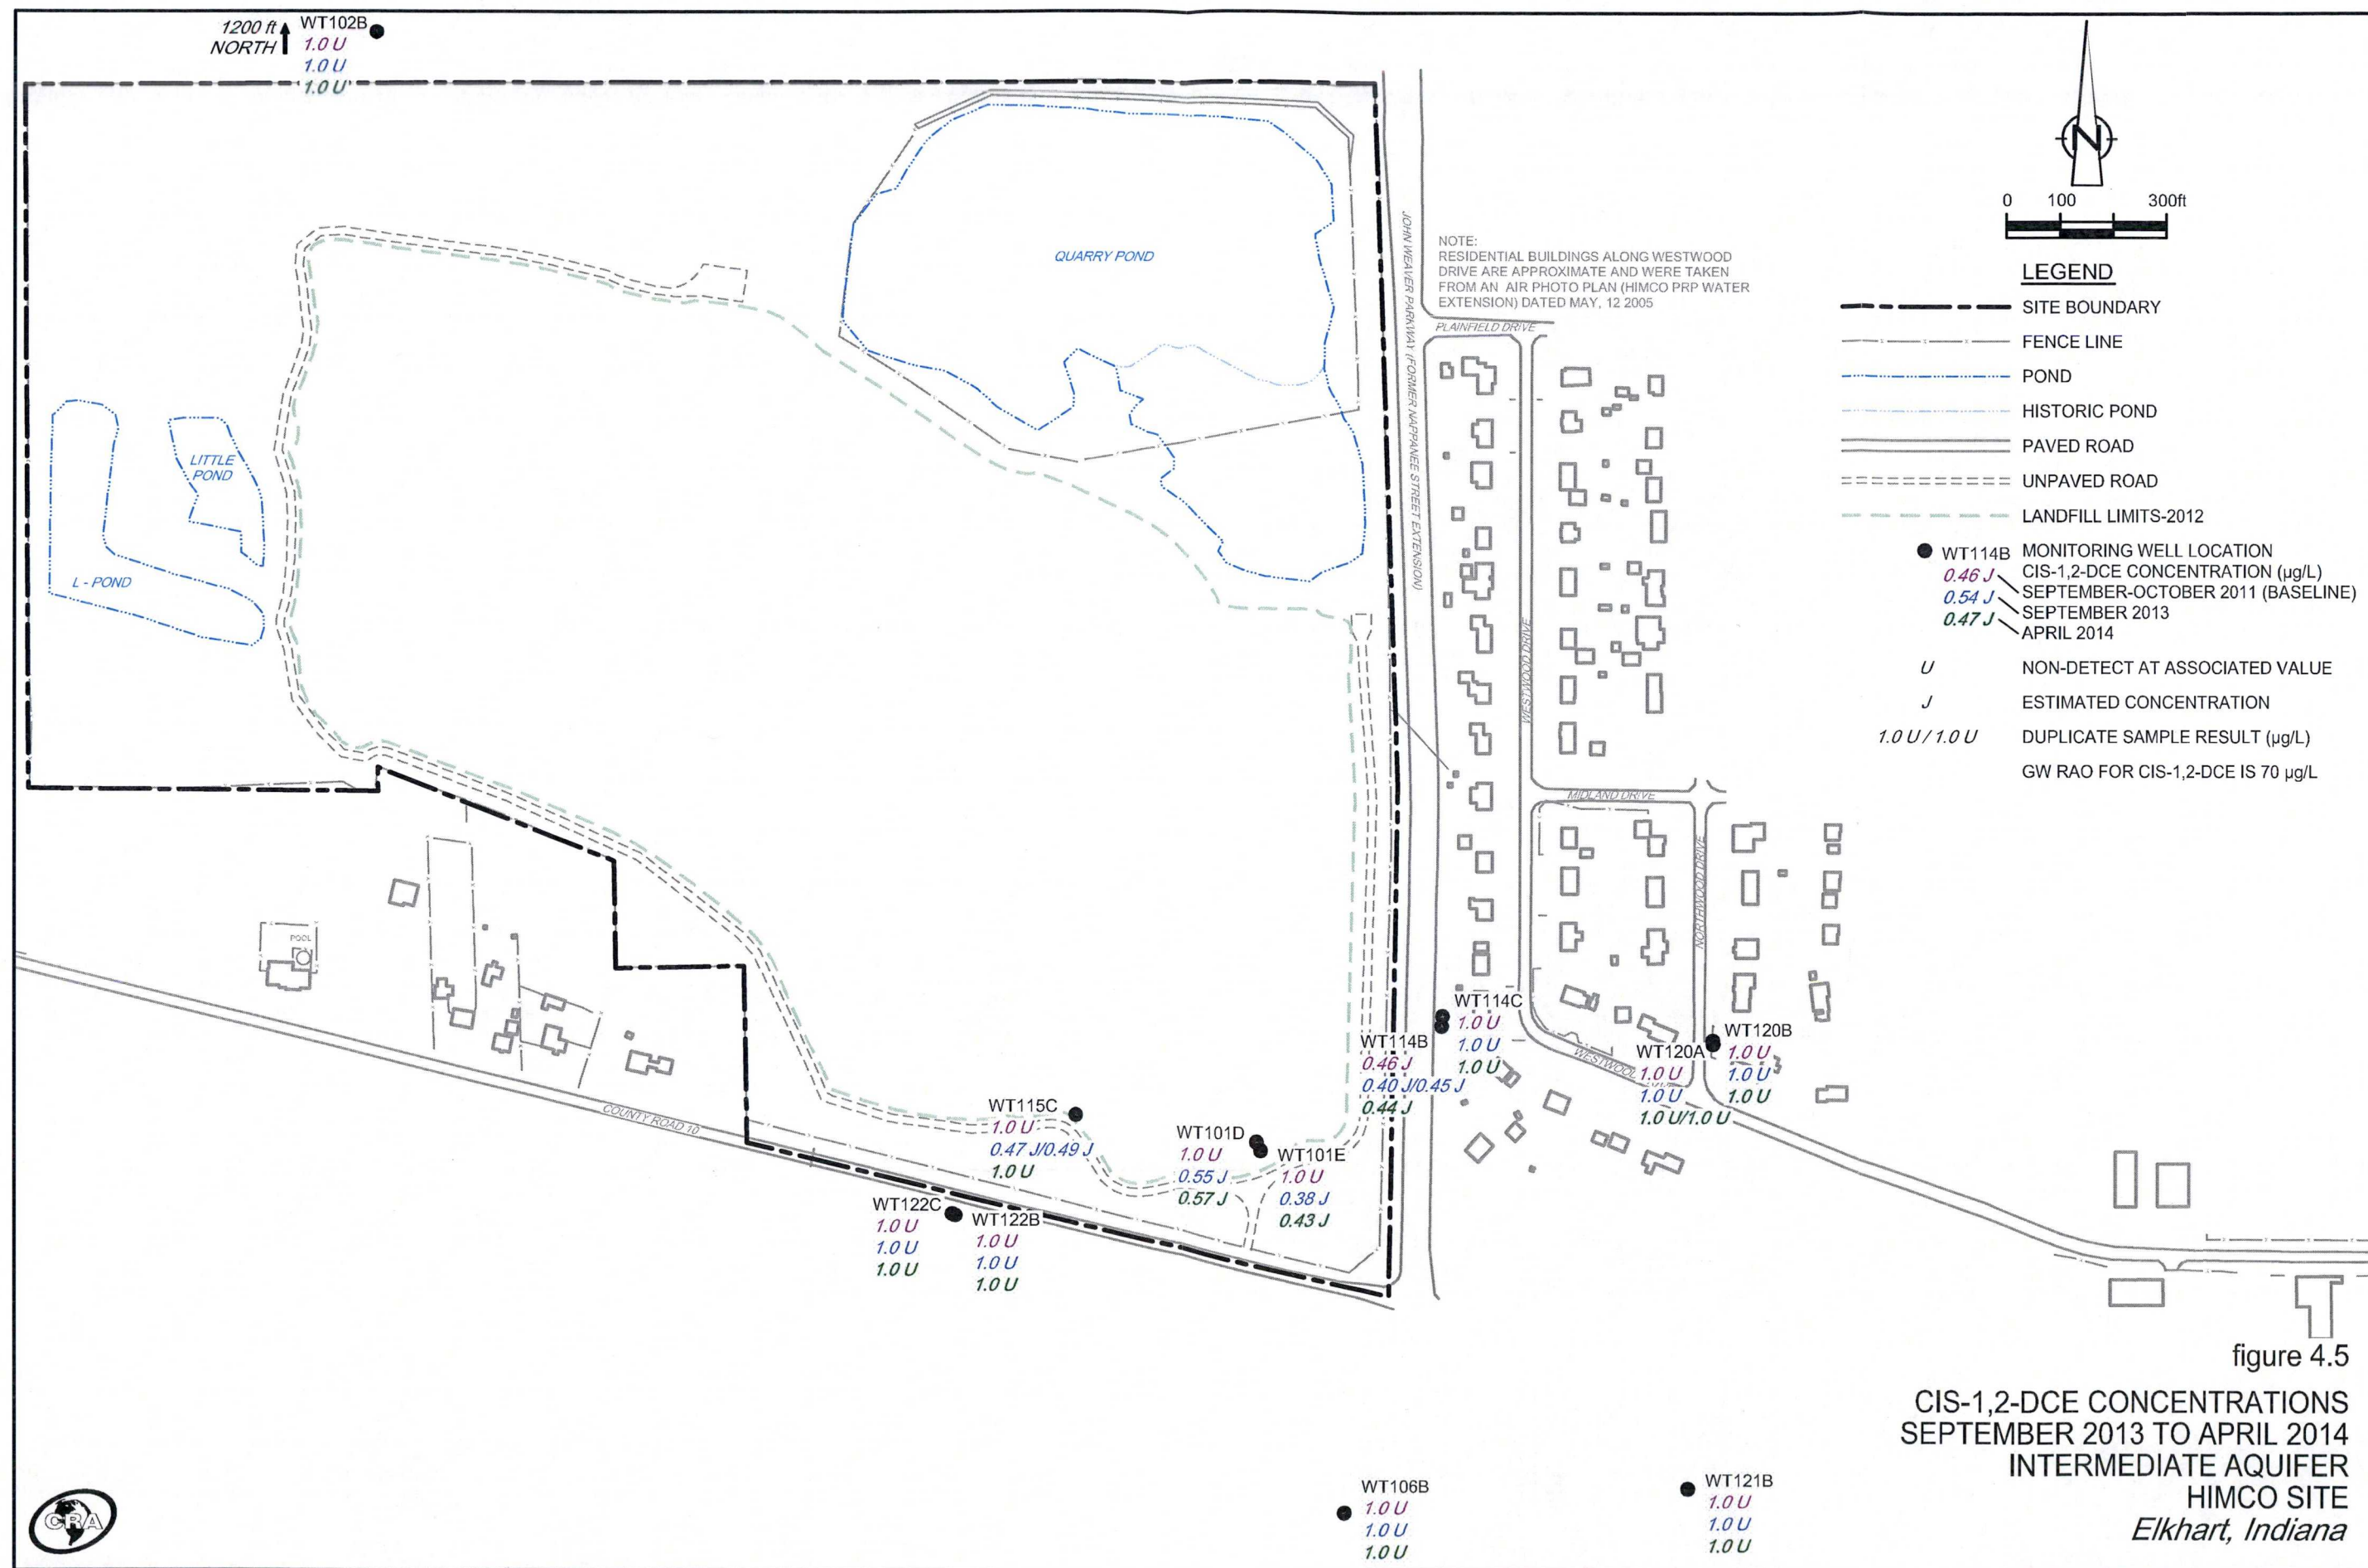 1200 ft
NORTH
WT102B
1.0 U
1.0 U
1.0 U
N
0 100 300ft
LEGEND
SITE BOUNDARY
FENCE LINE
POND
HISTORIC POND
PAVED ROAD
UNPAVED ROAD
LANDFILL LIMITS-2012
WT114B MONITORING WELL LOCATION
0.46 J CIS-1,2-DCE CONCENTRATION (µg/L)
SEPTEMBER-OCTOBER 2011 (BASELINE)
0.54 J SEPTEMBER 2013
0.47 J APRIL 2014
U NON-DETECT AT ASSOCIATED VALUE
J ESTIMATED CONCENTRATION
1.0 U / 1.0 U DUPLICATE SAMPLE RESULT (µg/L)
GW RAO FOR CIS-1,2-DCE IS 70 µg/L
NOTE:
RESIDENTIAL BUILDINGS ALONG WESTWOOD
DRIVE ARE APPROXIMATE AND WERE TAKEN
FROM AN AIR PHOTO PLAN (HIMCO PRP WATER
EXTENSION) DATED MAY, 12 2005
QUARRY POND
LITTLE
POND
L - POND
JOHN WEAVER PARKWAY (FORMER NAPPANEE STREET EXTENSION)
PLAINFIELD DRIVE
WESTWOOD DRIVE
MIDLAND DRIVE
NORTHWOOD DRIVE
POOL
COUNTY ROAD 10
WT114C
1.0 U
1.0 U
1.0 U
WT114B
0.46 J
0.40 J/0.45 J
0.44 J
WT120B
1.0 U
1.0 U
1.0 U
WT120A
1.0 U
1.0 U
1.0 U/1.0 U
WT115C
1.0 U
0.47 J/0.49 J
1.0 U
WT101D
1.0 U
0.55 J
0.57 J
WT101E
1.0 U
0.38 J
0.43 J
WT122C
1.0 U
1.0 U
1.0 U
WT122B
1.0 U
1.0 U
1.0 U
WT106B
1.0 U
1.0 U
1.0 U
WT121B
1.0 U
1.0 U
1.0 U
CRA
figure 4.5
CIS-1,2-DCE CONCENTRATIONS
SEPTEMBER 2013 TO APRIL 2014
INTERMEDIATE AQUIFER
HIMCO SITE
Elkhart, Indiana